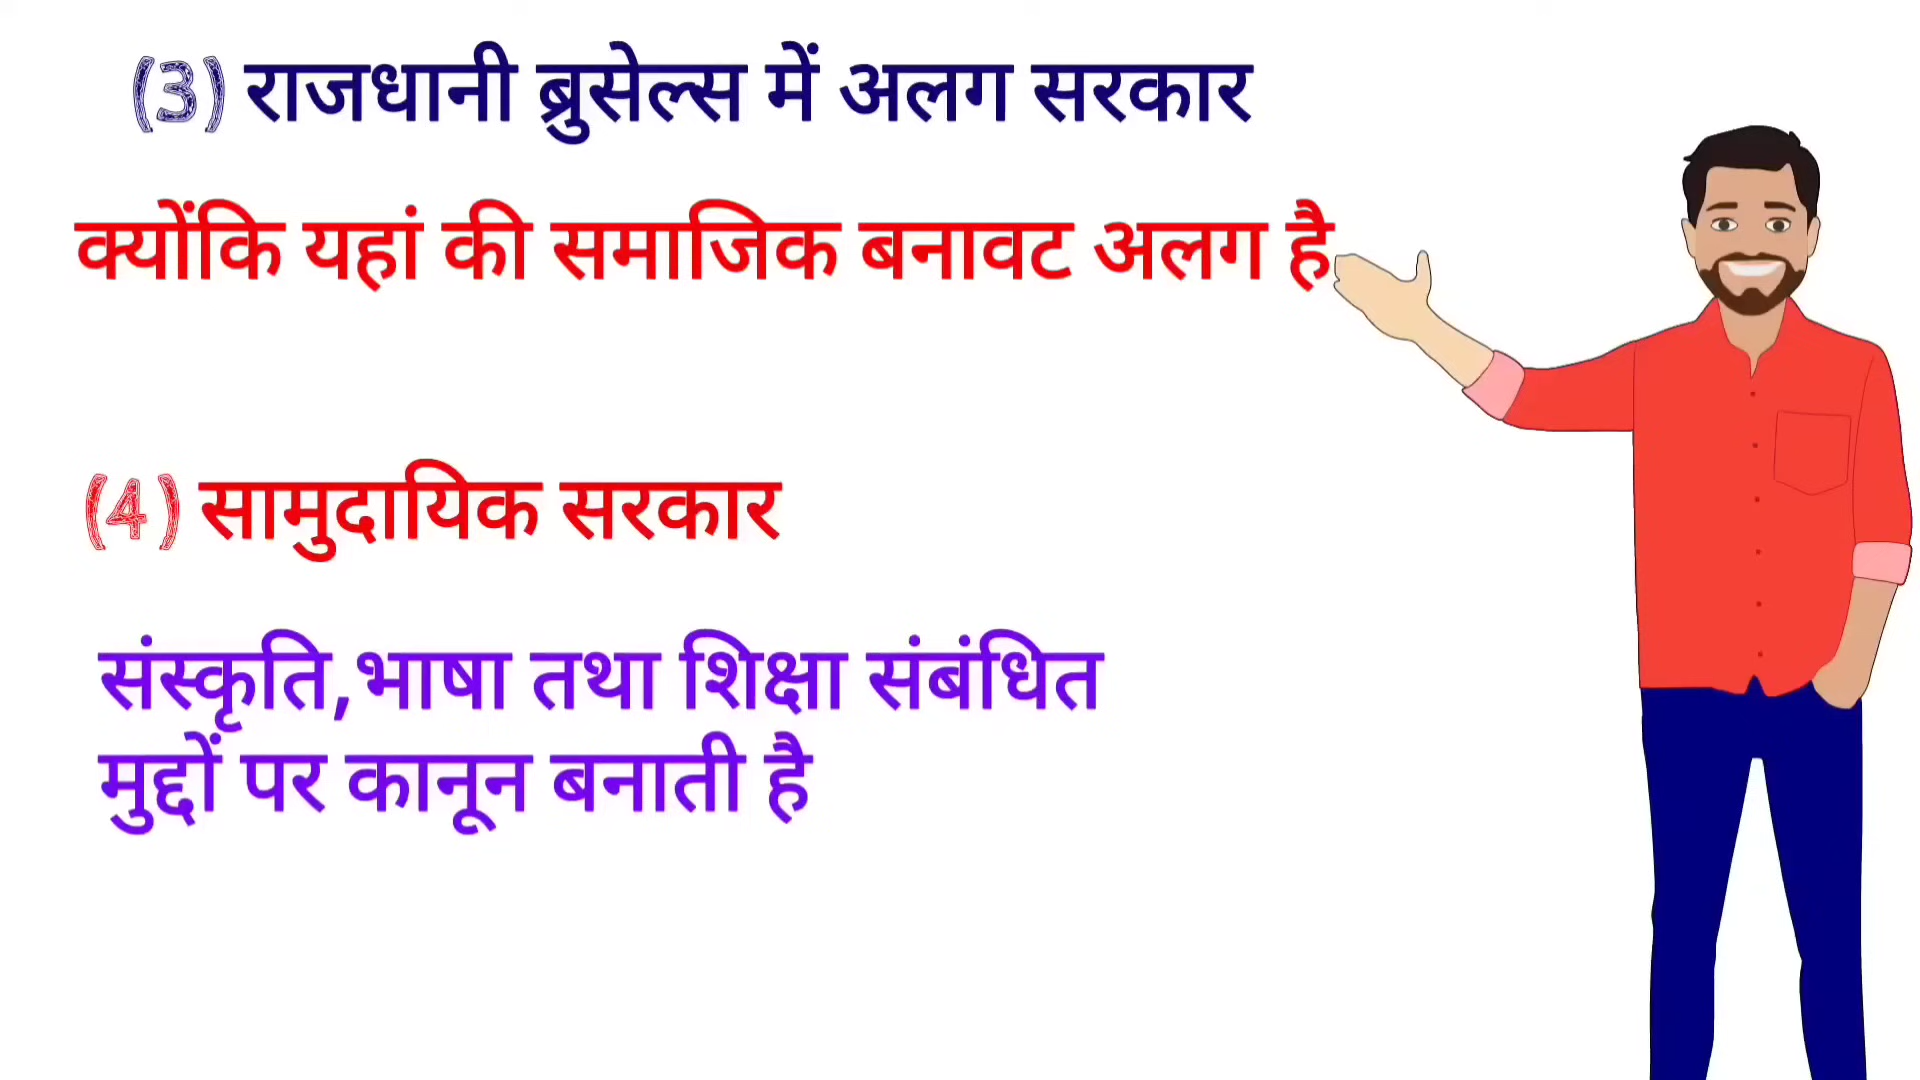 (3) राजधानी ब्रुसेल्स में अलग सरकार
क्योंकि यहां की समाजिक बनावट अलग है
(4) सामुदायिक सरकार
संस्कृति,भाषा तथा शिक्षा संबंधित
मुद्दों पर कानून बनाती है